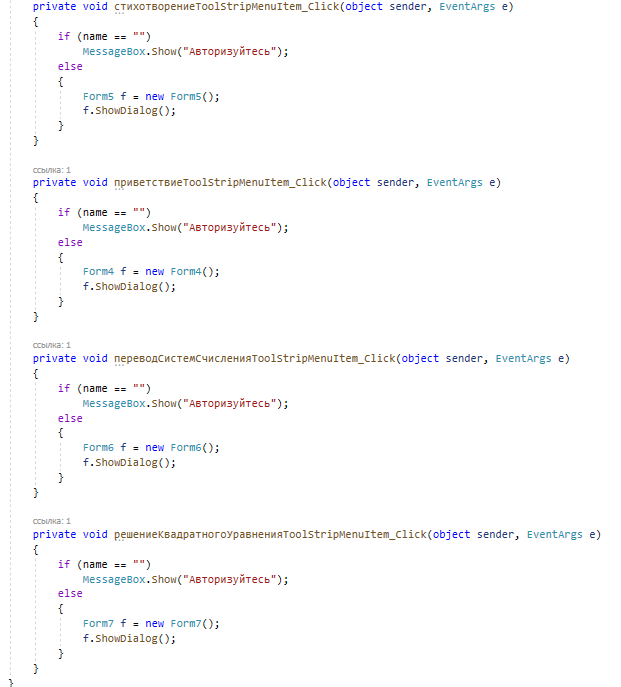 private void стихотворениеToolStripMenuItem_Click(object sender, EventArgs e)
{
if (name == "")
MessageBox.Show("Авторизуйтесь");
else
{
Form5 f = new Form5();
f.ShowDialog();
}
}
ссылка: 1
private void приветствиеToolStripMenuItem_Click(object sender, EventArgs e)
{
if (name == "")
MessageBox.Show("Авторизуйтесь");
else
{
Form4 f = new Form4();
f.ShowDialog();
}
}
ссылка: 1
private void переводСистемСчисленияToolStripMenuItem_Click(object sender, EventArgs e)
{
if (name == "")
MessageBox.Show("Авторизуйтесь");
else
{
Form6 f = new Form6();
f.ShowDialog();
}
}
ссылка: 1
private void решениеКвадратногоУравненияToolStripMenuItem_Click(object sender, EventArgs e)
{
if (name == "")
MessageBox.Show("Авторизуйтесь");
else
{
Form7 f = new Form7();
f.ShowDialog();
}
}
}